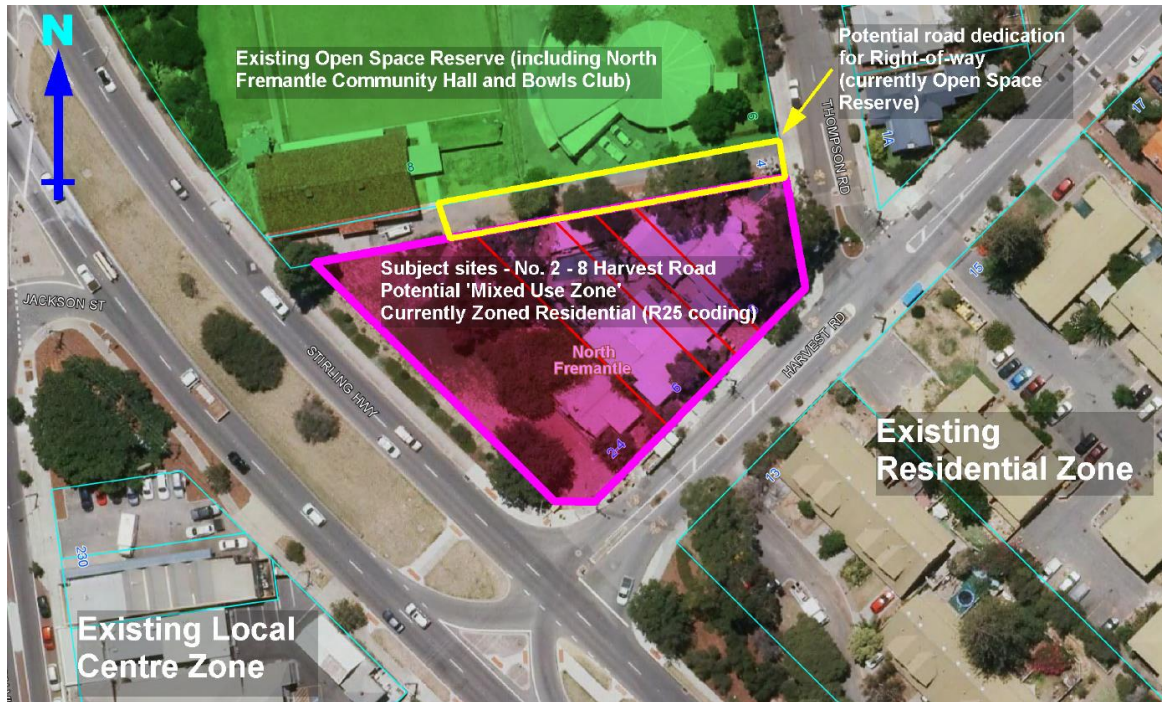 N
Existing Open Space Reserve (including North
Fremantle Community Hall and Bowls Club)
Potential road dedication
for Right-of-way
(currently Open Space
Reserve)
THOMPSON RD
1A
17
8
4
Subject sites - No. 2 - 8 Harvest Road
Potential 'Mixed Use Zone'
Currently Zoned Residential (R25 coding)
15
JACKSON ST
North
Fremantle
STIRLING HWY
HARVEST RD
6
2-4
Existing
Residential Zone
13
230
Existing Local
Centre Zone